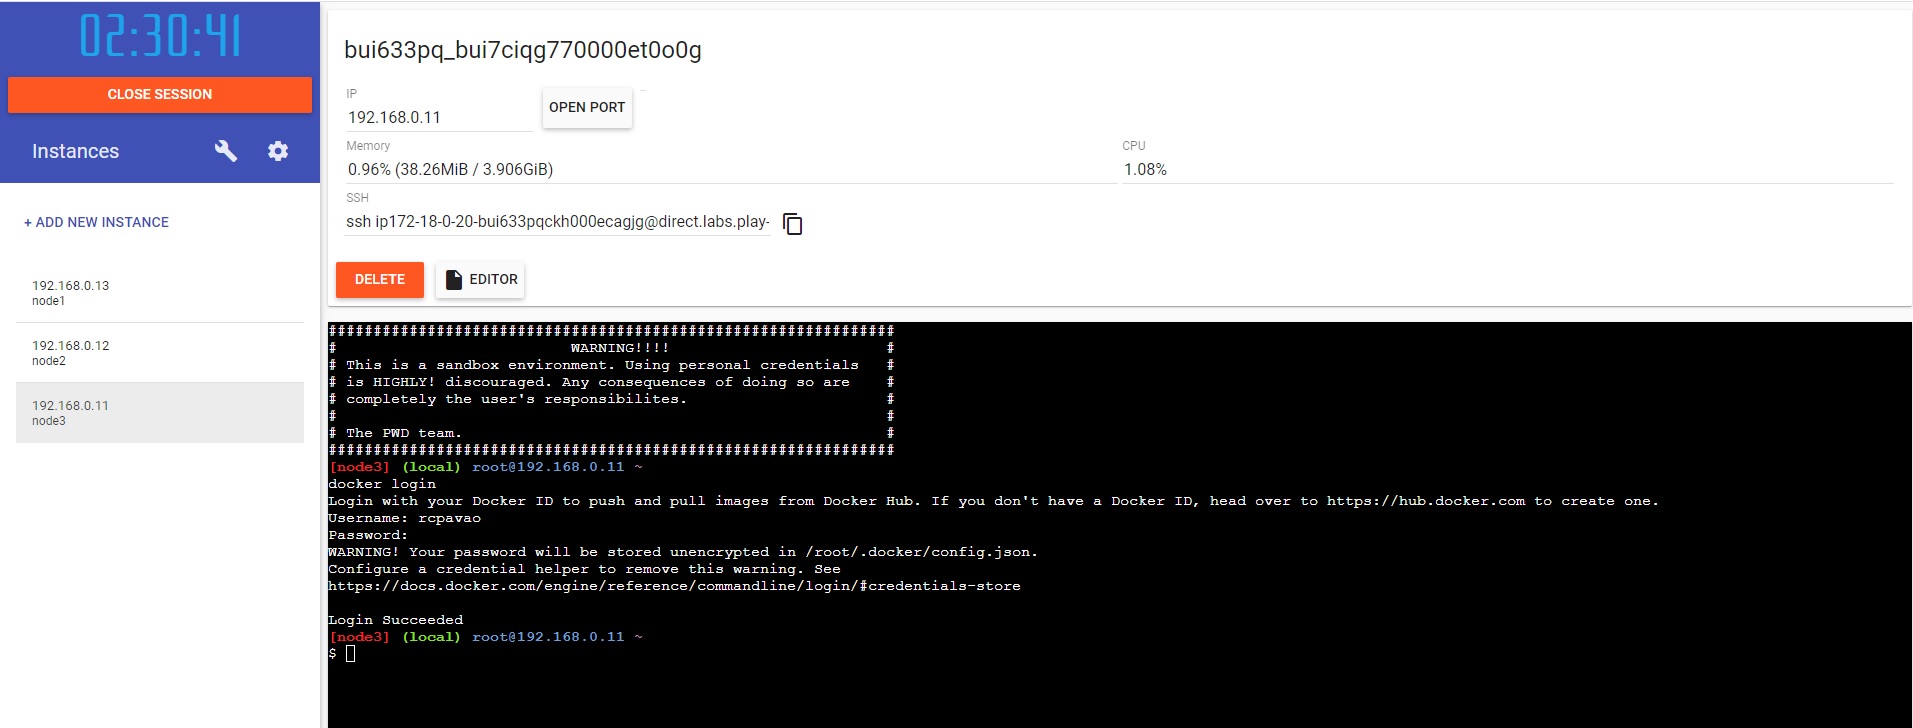 02:30:41
CLOSE SESSION
Instances
+ ADD NEW INSTANCE
192.168.0.13
node1
192.168.0.12
node2
192.168.0.11
node3
bui633pq_bui7ciqg770000et0o0g
IP
192.168.0.11
OPEN PORT
Memory
0.96% (38.26MiB / 3.906GiB)
CPU
1.08%
SSH
ssh ip172-18-0-20-bui633pqckh000ecagjg@direct.labs.play-
DELETE
EDITOR
###############################################################
#                          WARNING!!!!                        #
# This is a sandbox environment. Using personal credentials   #
# is HIGHLY! discouraged. Any consequences of doing so are    #
# completely the user's responsibilites.                      #
#                                                             #
# The PWD team.                                               #
###############################################################
[node3] (local) root@192.168.0.11 ~
docker login
Login with your Docker ID to push and pull images from Docker Hub. If you don't have a Docker ID, head over to https://hub.docker.com to create one.
Username: rcpavao
Password:
WARNING! Your password will be stored unencrypted in /root/.docker/config.json.
Configure a credential helper to remove this warning. See
https://docs.docker.com/engine/reference/commandline/login/#credentials-store
Login Succeeded
[node3] (local) root@192.168.0.11 ~
$